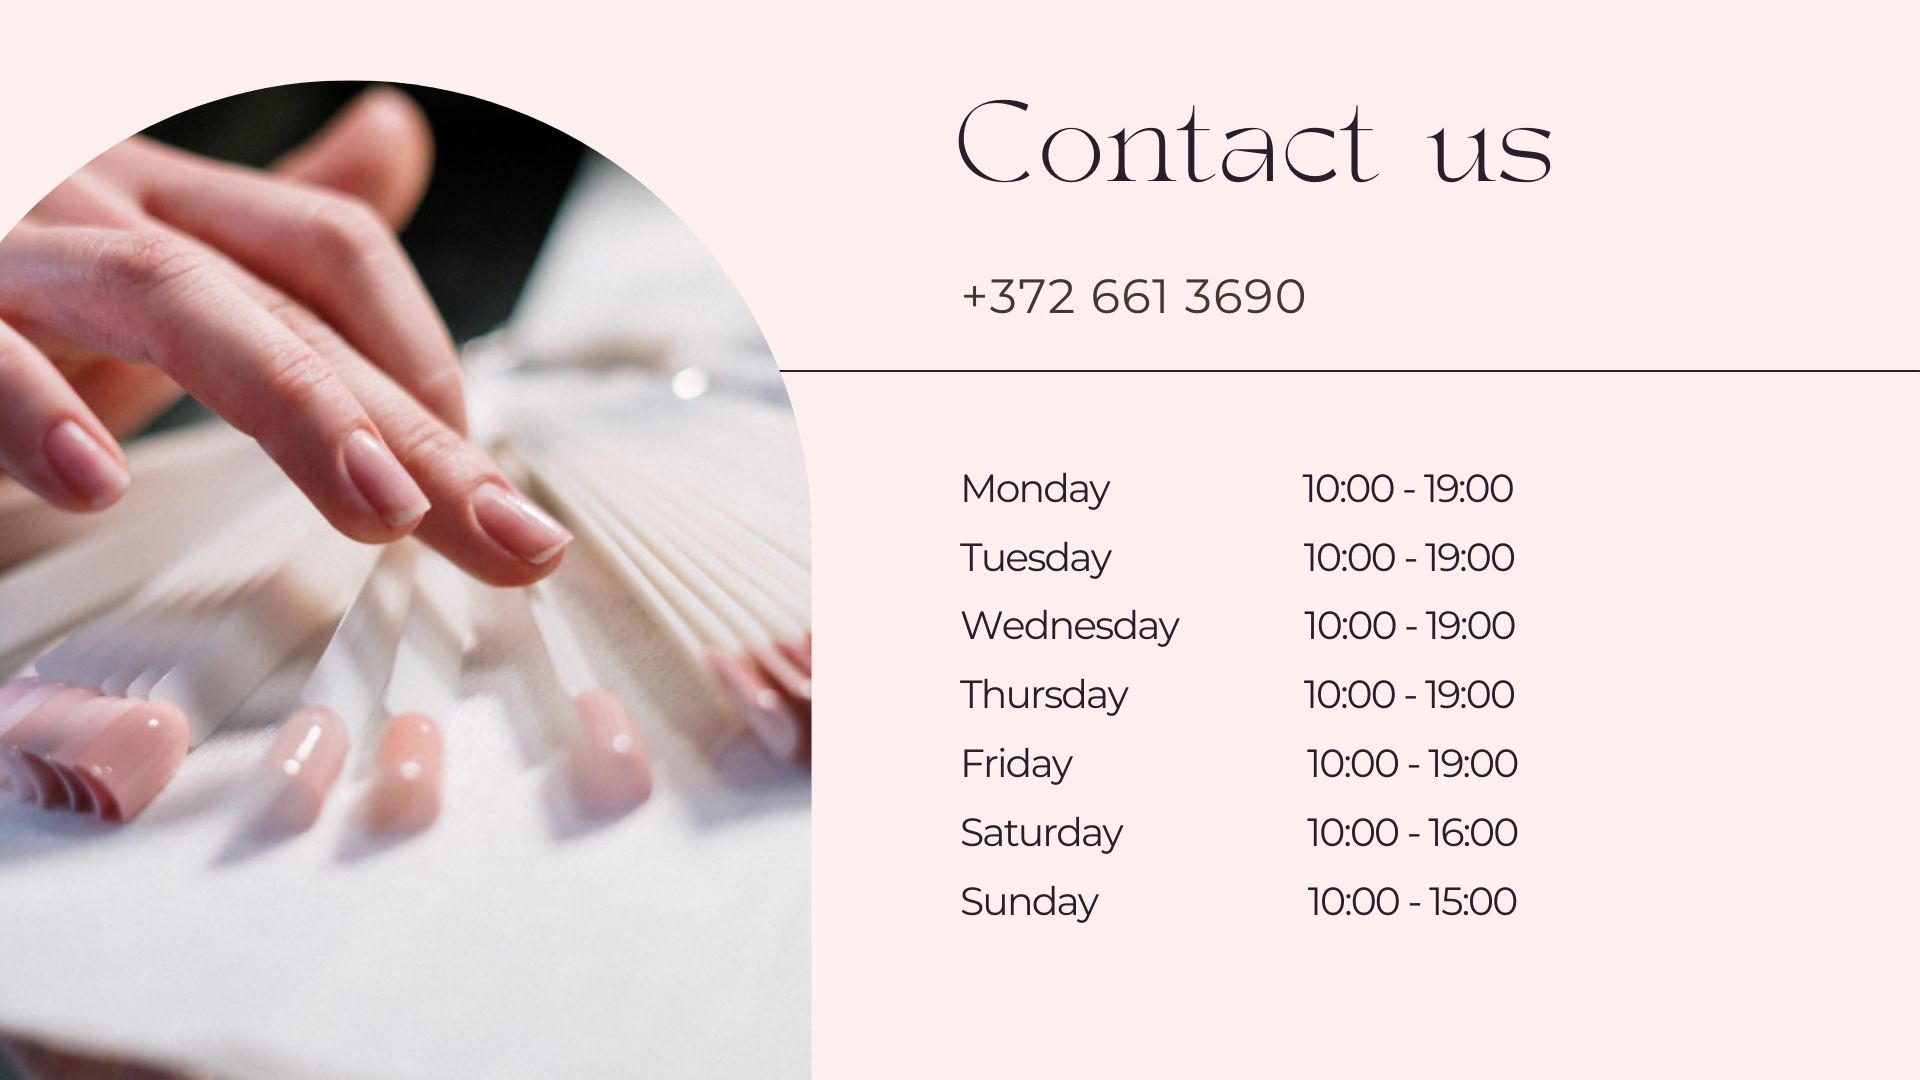 Contact us
+372 661 3690
Monday 10:00 - 19:00
Tuesday 10:00 - 19:00
Wednesday 10:00 - 19:00
Thursday 10:00 - 19:00
Friday 10:00 - 19:00
Saturday 10:00 - 16:00
Sunday 10:00 - 15:00